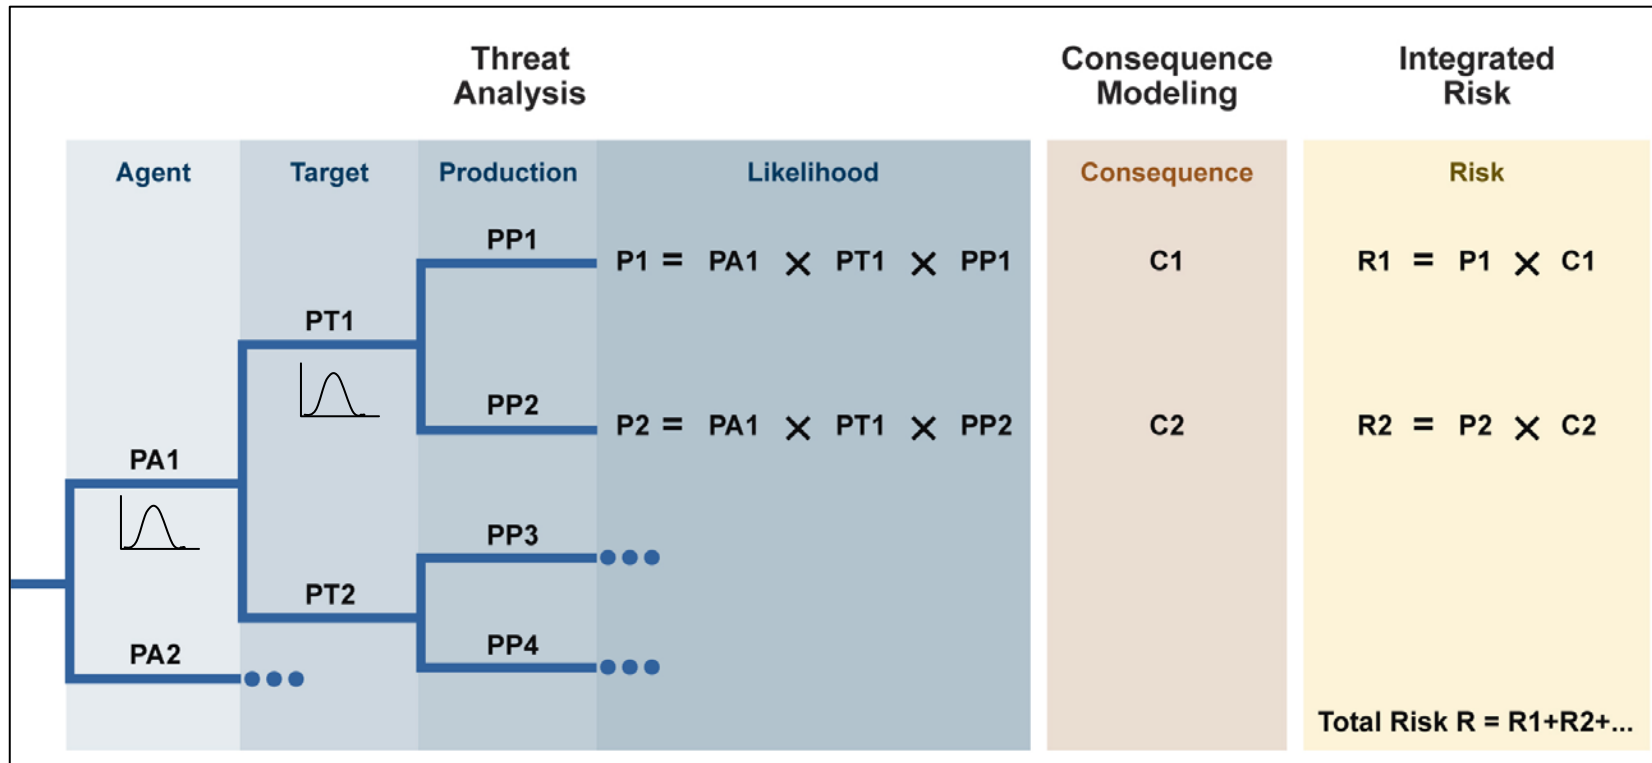 Threat
Analysis
Consequence
Modeling
Integrated
Risk
Agent
Target
Production
Likelihood
Consequence
Risk
PP1
P1 = PA1 × PT1 × PP1
C1
R1 = P1 × C1
PT1
PP2
P2 = PA1 × PT1 × PP2
C2
R2 = P2 × C2
PA1
PP3
PT2
PP4
PA2
Total Risk R = R1+R2+...